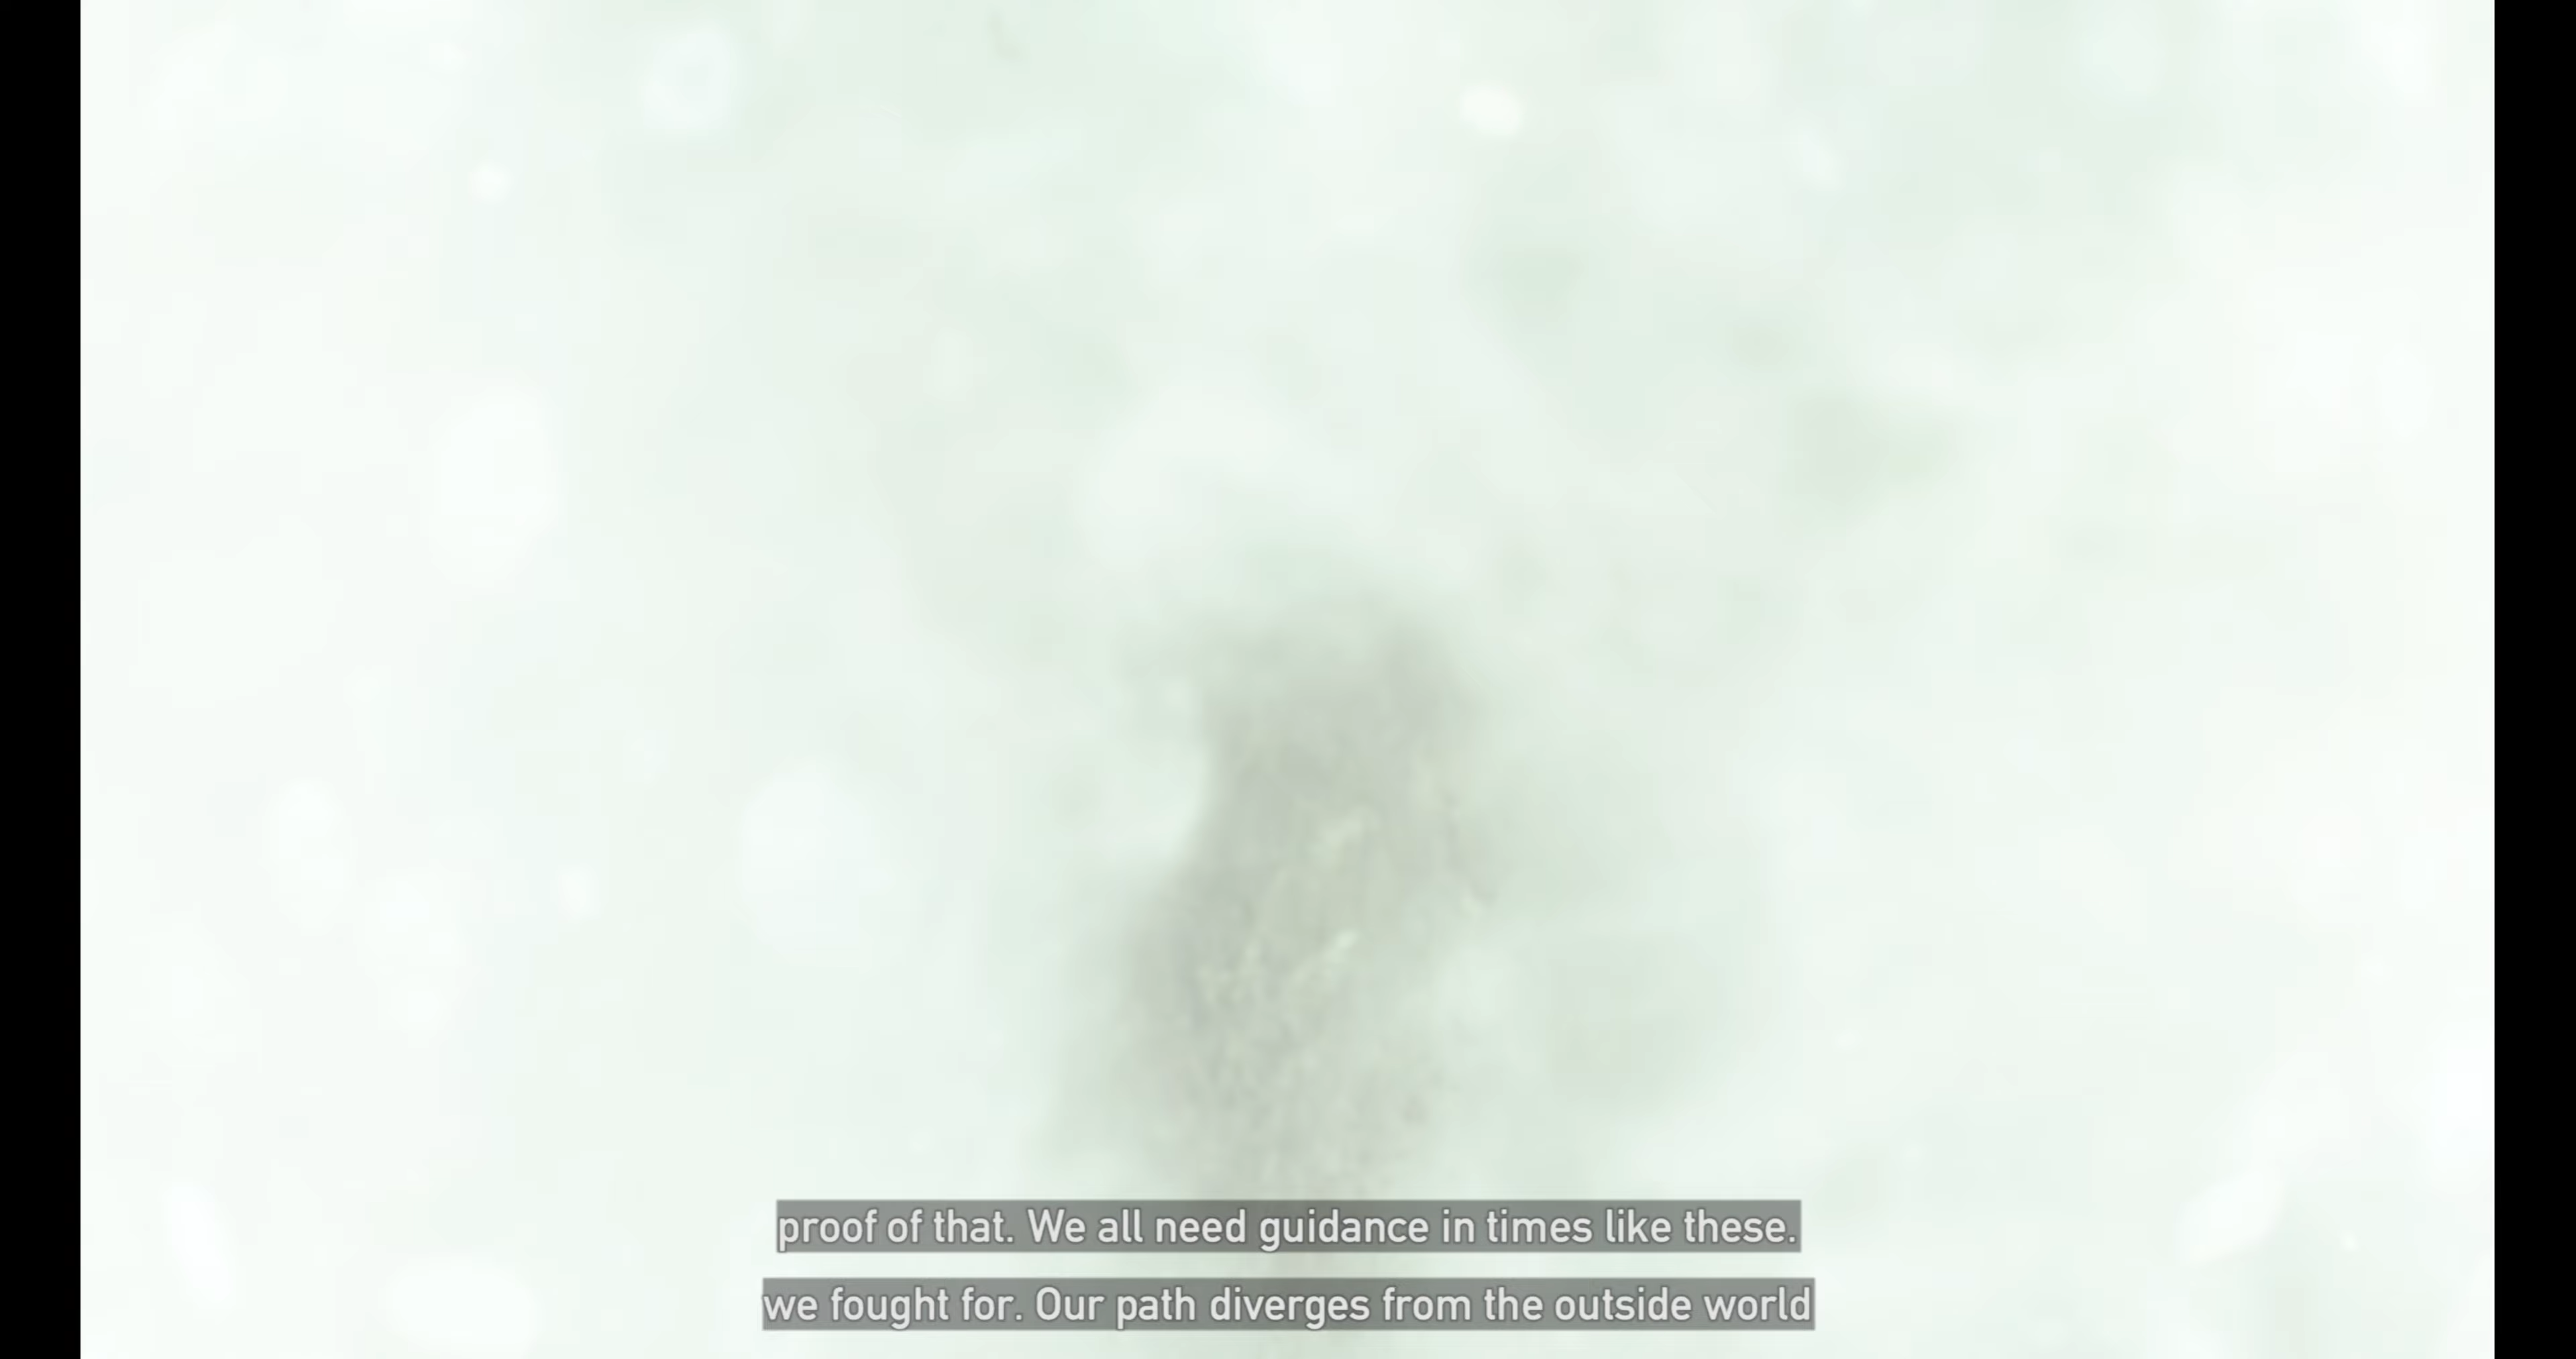 proof of that. We all need guidance in times like these.
we fought for. Our path diverges from the outside world